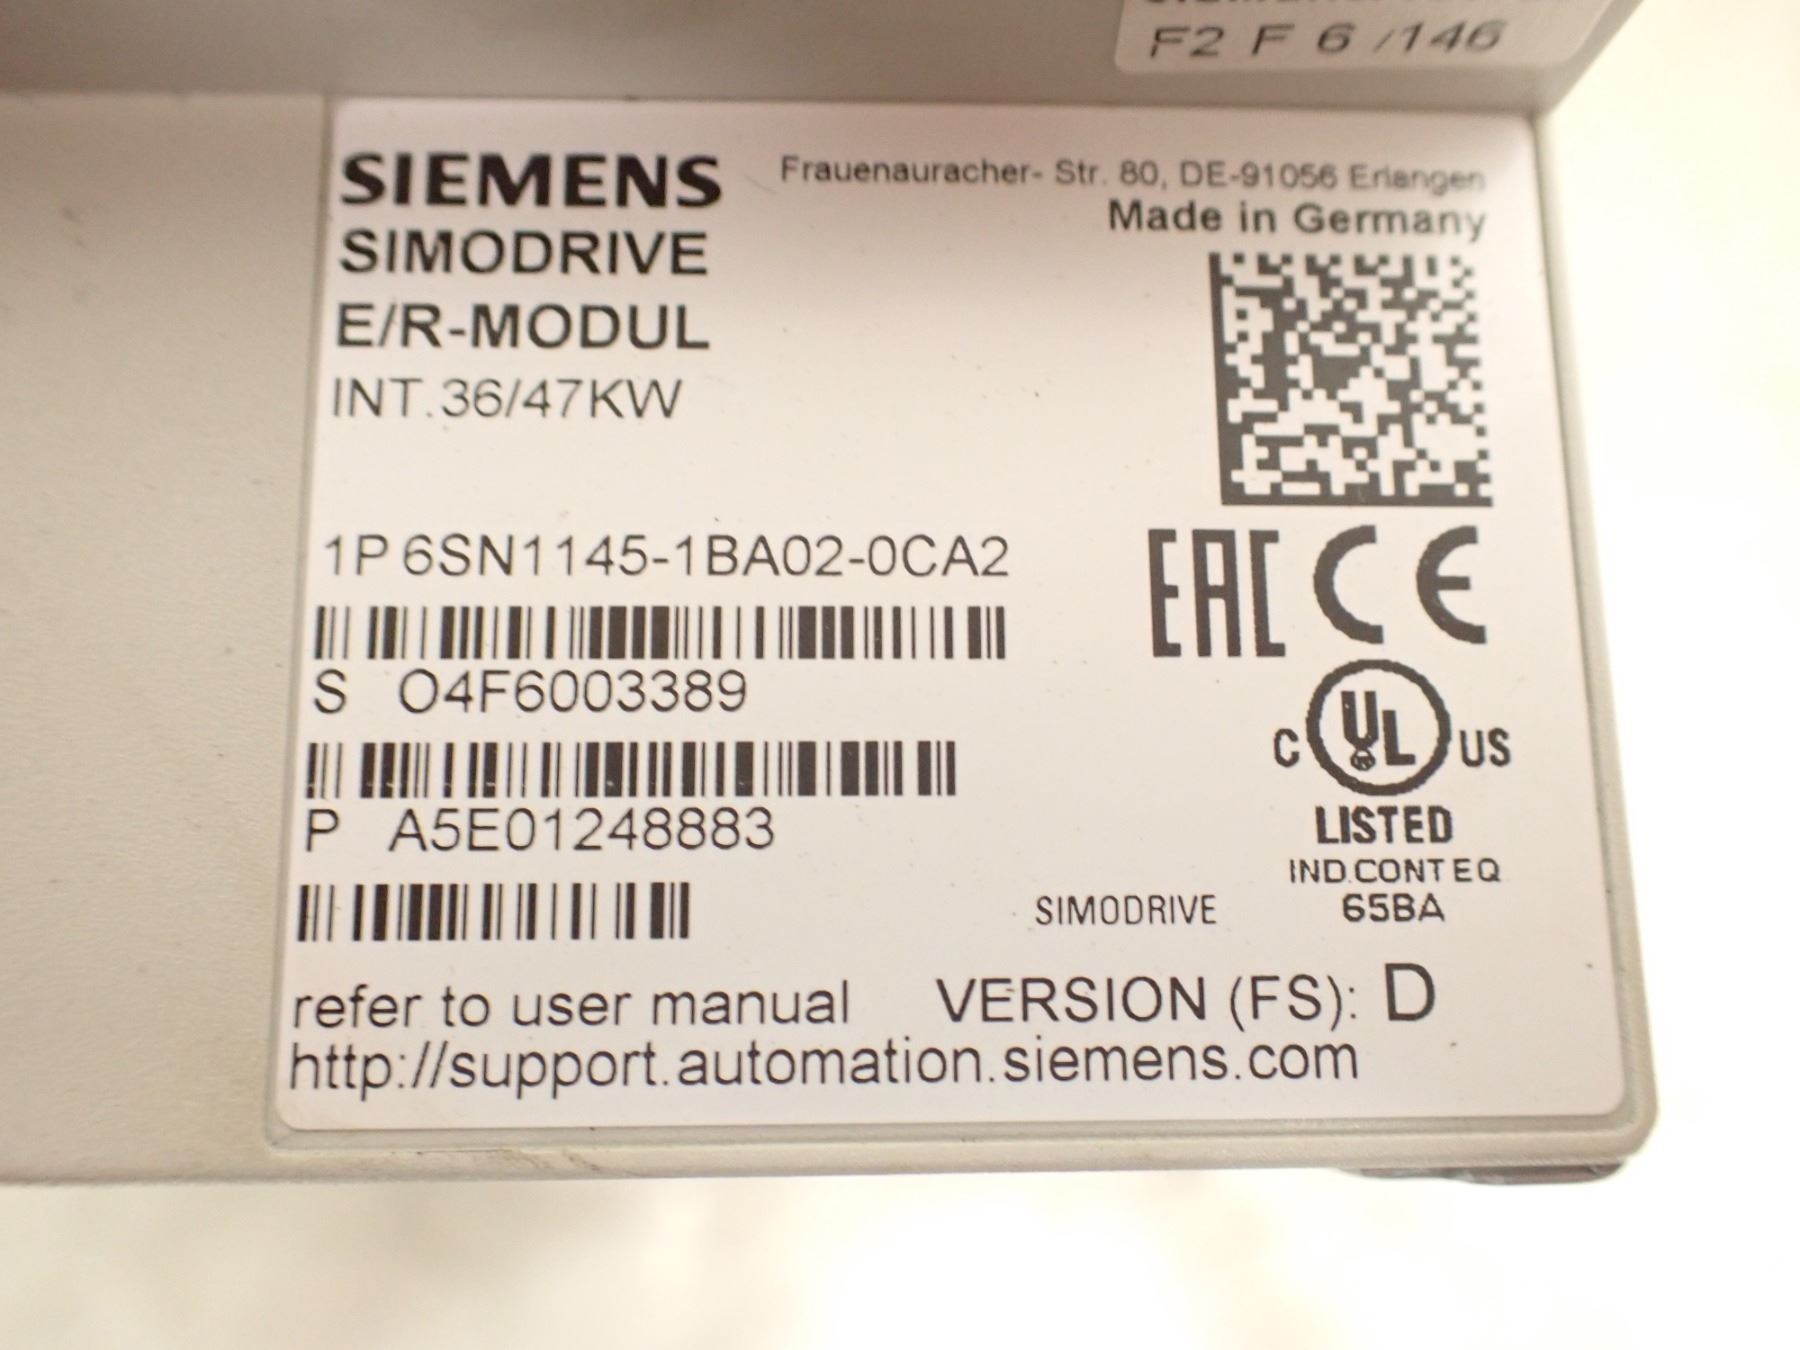 F2 F 6 /146
SIEMENS
Frauenauracher- Str. 80, DE-91056 Erlangen
Made in Germany
SIMODRIVE
E/R-MODUL
INT.36/47KW
1P 6SN1145-1BA02-0CA2
S O4F6003389
P A5E01248883
EAC CE
C UL US
LISTED
IND.CONT EQ
65BA
SIMODRIVE
refer to user manual VERSION (FS): D
http://support.automation.siemens.com